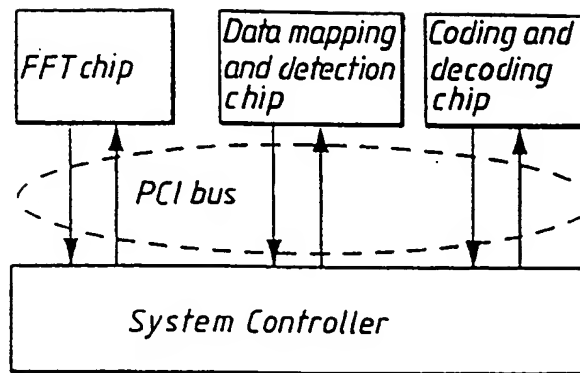 FFT chip
Data mapping
and detection
chip
Coding and
decoding
chip
PCI bus
System Controller